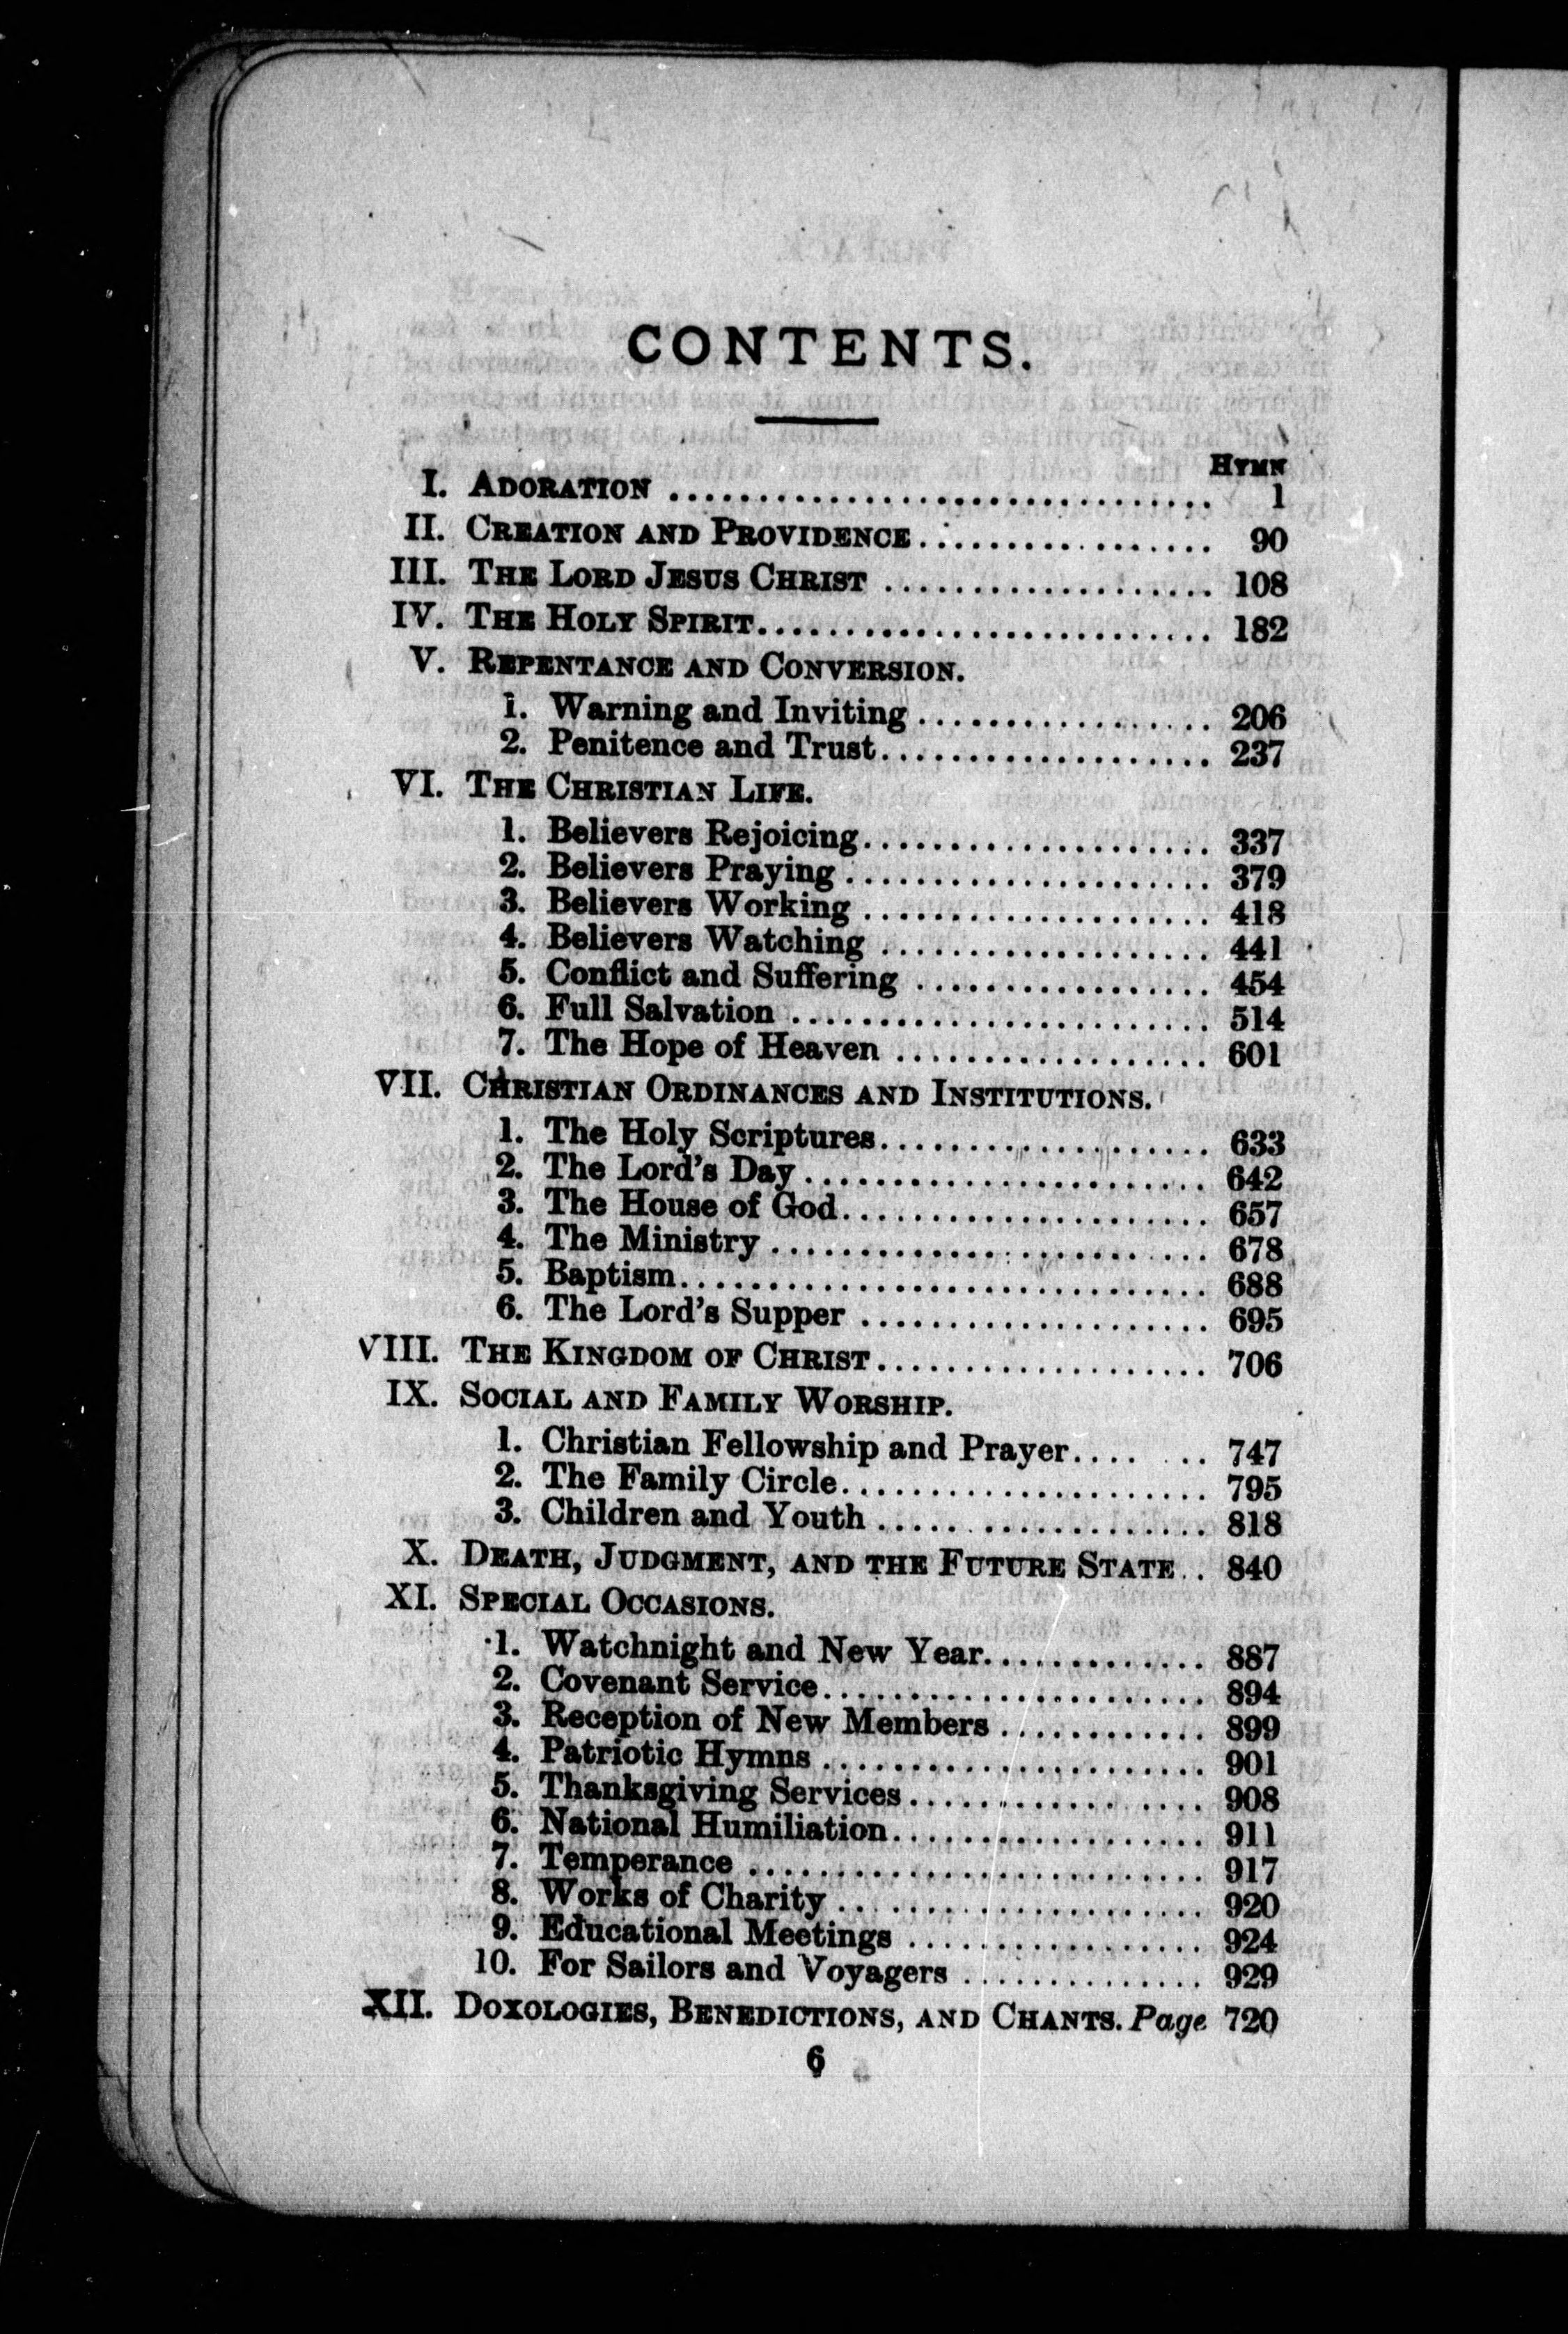 CONTENTS.
HYMN
I. ADORATION ................................ 1
II. CREATION AND PROVIDENCE................. 90
III. THE LORD JESUS CHRIST ................... 108
IV. THE HOLY SPIRIT.......................... 182
V. REPENTANCE AND CONVERSION.
1. Warning and Inviting ................. 206
2. Penitence and Trust................... 237
VI. THE CHRISTIAN LIFE.
1. Believers Rejoicing.................... 337
2. Believers Praying ..................... 379
3. Believers Working .................... 418
4. Believers Watching ................... 441
5. Conflict and Suffering ................. 454
6. Full Salvation ........................ 514
7. The Hope of Heaven .................. 601
VII. CHRISTIAN ORDINANCES AND INSTITUTIONS.
1. The Holy Scriptures................... 633
2. The Lord's Day ....................... 642
3. The House of God..................... 657
4. The Ministry ......................... 678
5. Baptism.............................. 688
6. The Lord's Supper .................... 695
VIII. THE KINGDOM OF CHRIST................... 706
IX. SOCIAL AND FAMILY WORSHIP.
1. Christian Fellowship and Prayer.... ... 747
2. The Family Circle..................... 795
3. Children and Youth ................... 818
X. DEATH, JUDGMENT, AND THE FUTURE STATE.. 840
XI. SPECIAL OCCASIONS.
1. Watchnight and New Year............. 887
2. Covenant Service...................... 894
3. Reception of New Members ............ 899
4. Patriotic Hymns ...................... 901
5. Thanksgiving Services............ .... 908
6. National Humiliation.................. 911
7. Temperance .......................... 917
8. Works of Charity ..................... 920
9. Educational Meetings ................. 924
10. For Sailors and Voyagers .............. 929
XII. DOXOLOGIES, BENEDICTIONS, AND CHANTS. Page 720
6